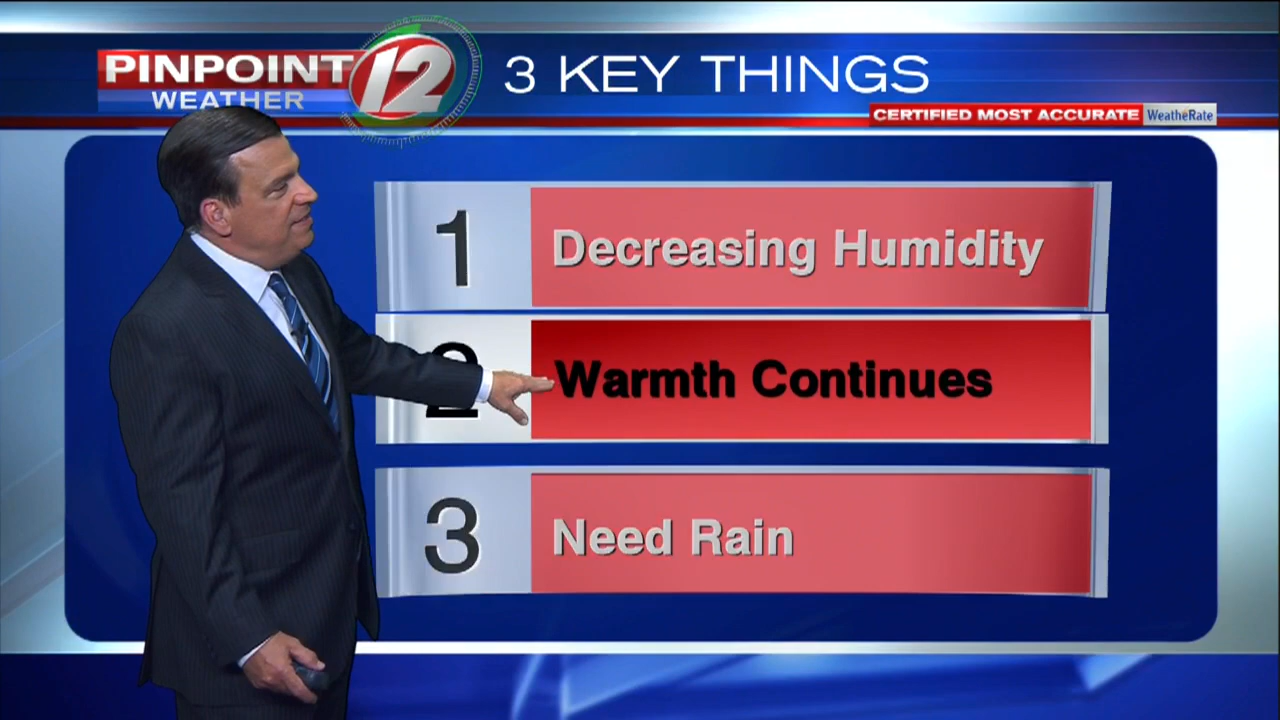 PINPOINT 12
WEATHER
3 KEY THINGS
CERTIFIED MOST ACCURATE WeatheRate
1 Decreasing Humidity
2 Warmth Continues
3 Need Rain